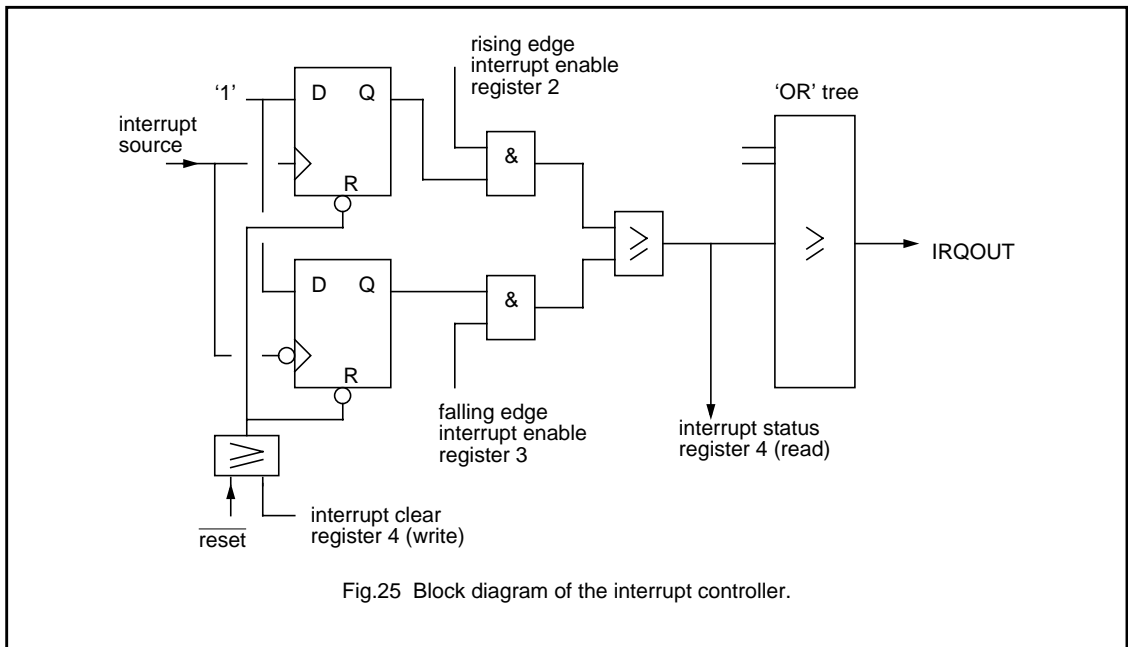 rising edge
interrupt enable
register 2
'1'
D Q
'OR' tree
interrupt
source
&
R
≥
≥
IRQOUT
D Q
&
R
falling edge
interrupt enable
register 3
interrupt status
register 4 (read)
≥
interrupt clear
register 4 (write)
reset
Fig.25 Block diagram of the interrupt controller.